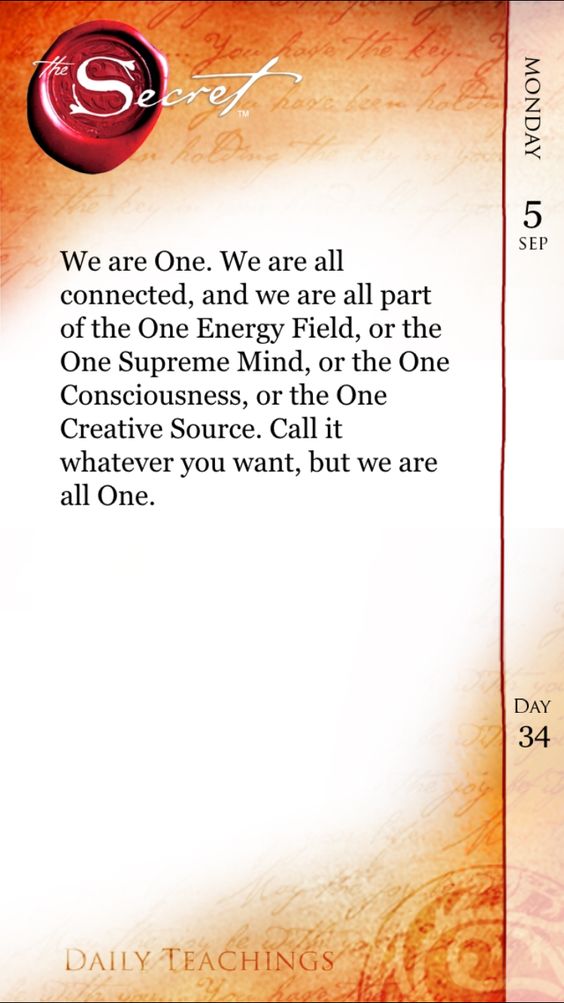 the Secret™
MONDAY
5
SEP
We are One. We are all
connected, and we are all part
of the One Energy Field, or the
One Supreme Mind, or the One
Consciousness, or the One
Creative Source. Call it
whatever you want, but we are
all One.
DAY
34
DAILY TEACHINGS